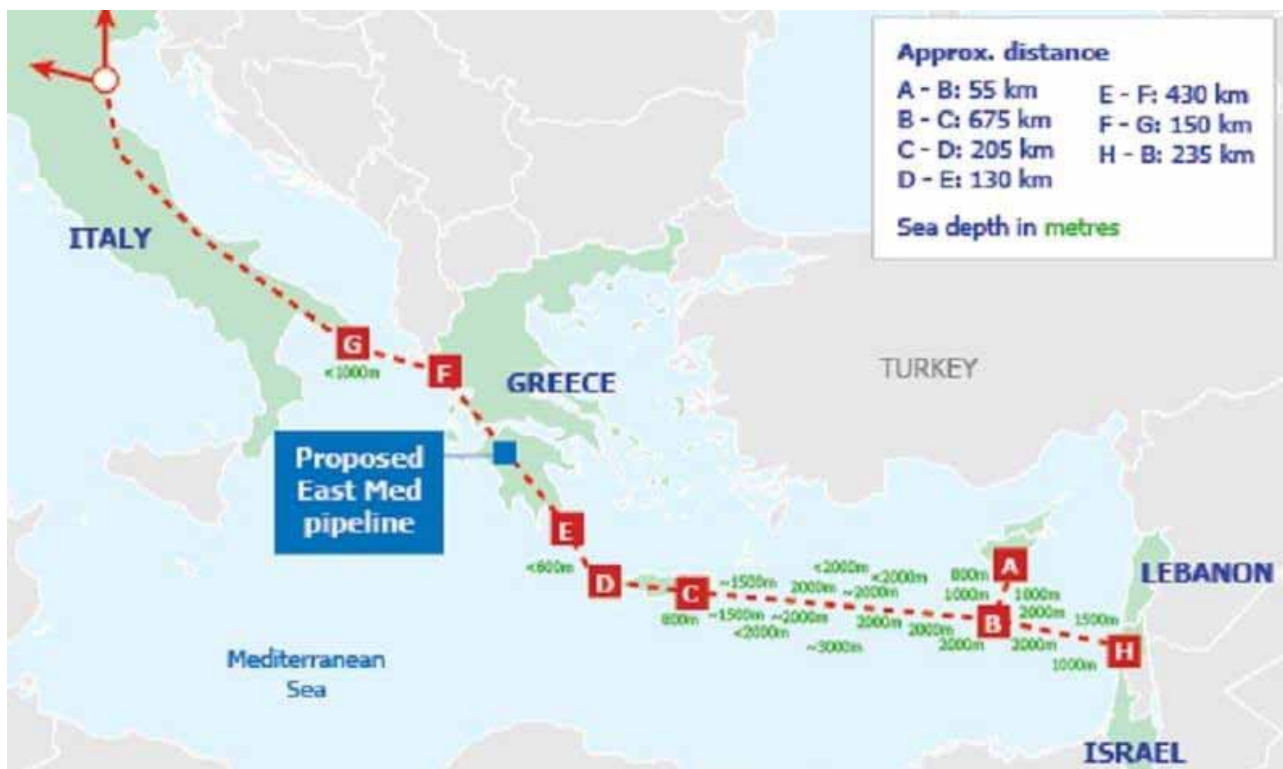 Approx. distance
A - B: 55 km
B - C: 675 km
C - D: 205 km
D - E: 130 km
E - F: 430 km
F - G: 150 km
H - B: 235 km
Sea depth in metres
ITALY
G
<1000m
F
GREECE
TURKEY
Proposed
East Med
pipeline
E
<600m
D
C
800m
~1500m
2000m
<2000m
<2000m
~2000m
~1500m
~2000m
<2000m
~3000m
2000m
2000m
800m
A
1000m
1000m
2000m
B
2000m
2000m
1500m
H
1000m
LEBANON
Mediterranean
Sea
ISRAEL